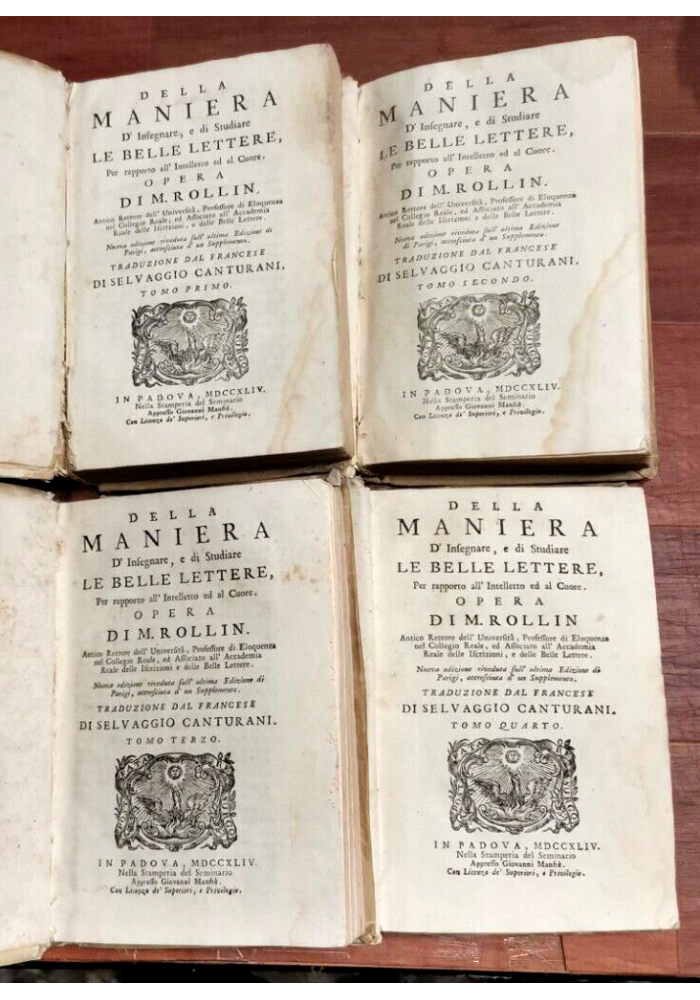 DELLA
MANIERA
D' Insegnare, e di Studiare
LE BELLE LETTERE,
Per rapporto all' Intelletto ed al Cuore.
OPERA
DI M. ROLLIN.
Antico Rettore dell' Università, Professore di Eloquenza
nel Collegio Reale, ed Associato all' Accademia
Reale delle Iscrizioni, e delle Belle Lettere.
Nuova edizione riveduta sull' ultima Edizione di
Parigi, accresciuta d' un Supplemento.
TRADUZIONE DAL FRANCESE
DI SELVAGGIO CANTURANI.
TOMO PRIMO.
IN PADOVA, MDCCXLIV.
Nella Stamperia del Seminario
Appresso Giovanni Manfrè.
Con Licenza de' Superiori, e Privilegio.
DELLA
MANIERA
D' Insegnare, e di Studiare
LE BELLE LETTERE,
Per rapporto all' Intelletto ed al Cuore.
OPERA
DI M. ROLLIN.
Antico Rettore dell' Università, Professore di Eloquenza
nel Collegio Reale, ed Associato all' Accademia
Reale delle Iscrizioni, e delle Belle Lettere.
Nuova edizione riveduta sull' ultima Edizione
di Parigi, accresciuta d' un Supplemento.
TRADUZIONE DAL FRANCESE
DI SELVAGGIO CANTURANI.
TOMO SECONDO.
IN PADOVA, MDCCXLIV.
Nella Stamperia del Seminario
Appresso Giovanni Manfrè.
Con Licenza de' Superiori, e Privilegio.
DELLA
MANIERA
D' Insegnare, e di Studiare
LE BELLE LETTERE,
Per rapporto all' Intelletto ed al Cuore.
OPERA
DI M. ROLLIN.
Antico Rettore dell' Università, Professore di Eloquenza
nel Collegio Reale, ed Associato all' Accademia
Reale delle Iscrizioni e delle Belle Lettere.
Nuova edizione riveduta sull' ultima Edizione di
Parigi, accresciuta d' un Supplemento.
TRADUZIONE DAL FRANCESE
DI SELVAGGIO CANTURANI.
TOMO TERZO.
IN PADOVA, MDCCXLIV.
Nella Stamperia del Seminario
Appresso Giovanni Manfrè.
Con Licenza de' Superiori, e Privilegio.
DELLA
MANIERA
D' Insegnare, e di Studiare
LE BELLE LETTERE,
Per rapporto all' Intelletto ed al Cuore.
OPERA
DI M. ROLLIN
Antico Rettore dell' Università, Professore di Eloquenza
nel Collegio Reale, ed Associato all' Accademia
Reale delle Iscrizioni, e delle Belle Lettere.
Nuova edizione riveduta sull' ultima Edizione di
Parigi, accresciuta d' un Supplemento.
TRADUZIONE DAL FRANCESE
DI SELVAGGIO CANTURANI.
TOMO QUARTO.
IN PADOVA, MDCCXLIV.
Nella Stamperia del Seminario
Appresso Giovanni Manfrè.
Con Licenza de' Superiori, e Privilegio.